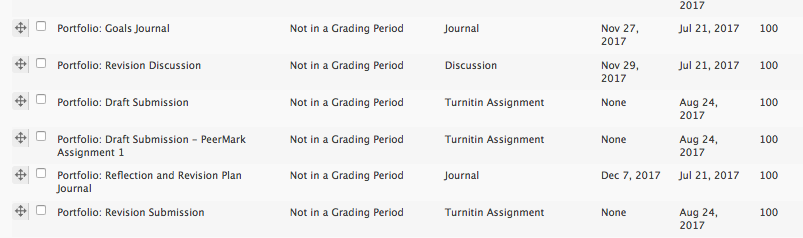 2017
Portfolio: Goals Journal Not in a Grading Period Journal Nov 27, Jul 21, 2017 100
2017
Portfolio: Revision Discussion Not in a Grading Period Discussion Nov 29, Jul 21, 2017 100
2017
Portfolio: Draft Submission Not in a Grading Period Turnitin Assignment None Aug 24, 100
2017
Portfolio: Draft Submission – PeerMark Not in a Grading Period Turnitin Assignment None Aug 24, 100
Assignment 1 2017
Portfolio: Reflection and Revision Plan Not in a Grading Period Journal Dec 7, 2017 Jul 21, 2017 100
Journal
Portfolio: Revision Submission Not in a Grading Period Turnitin Assignment None Aug 24, 100
2017